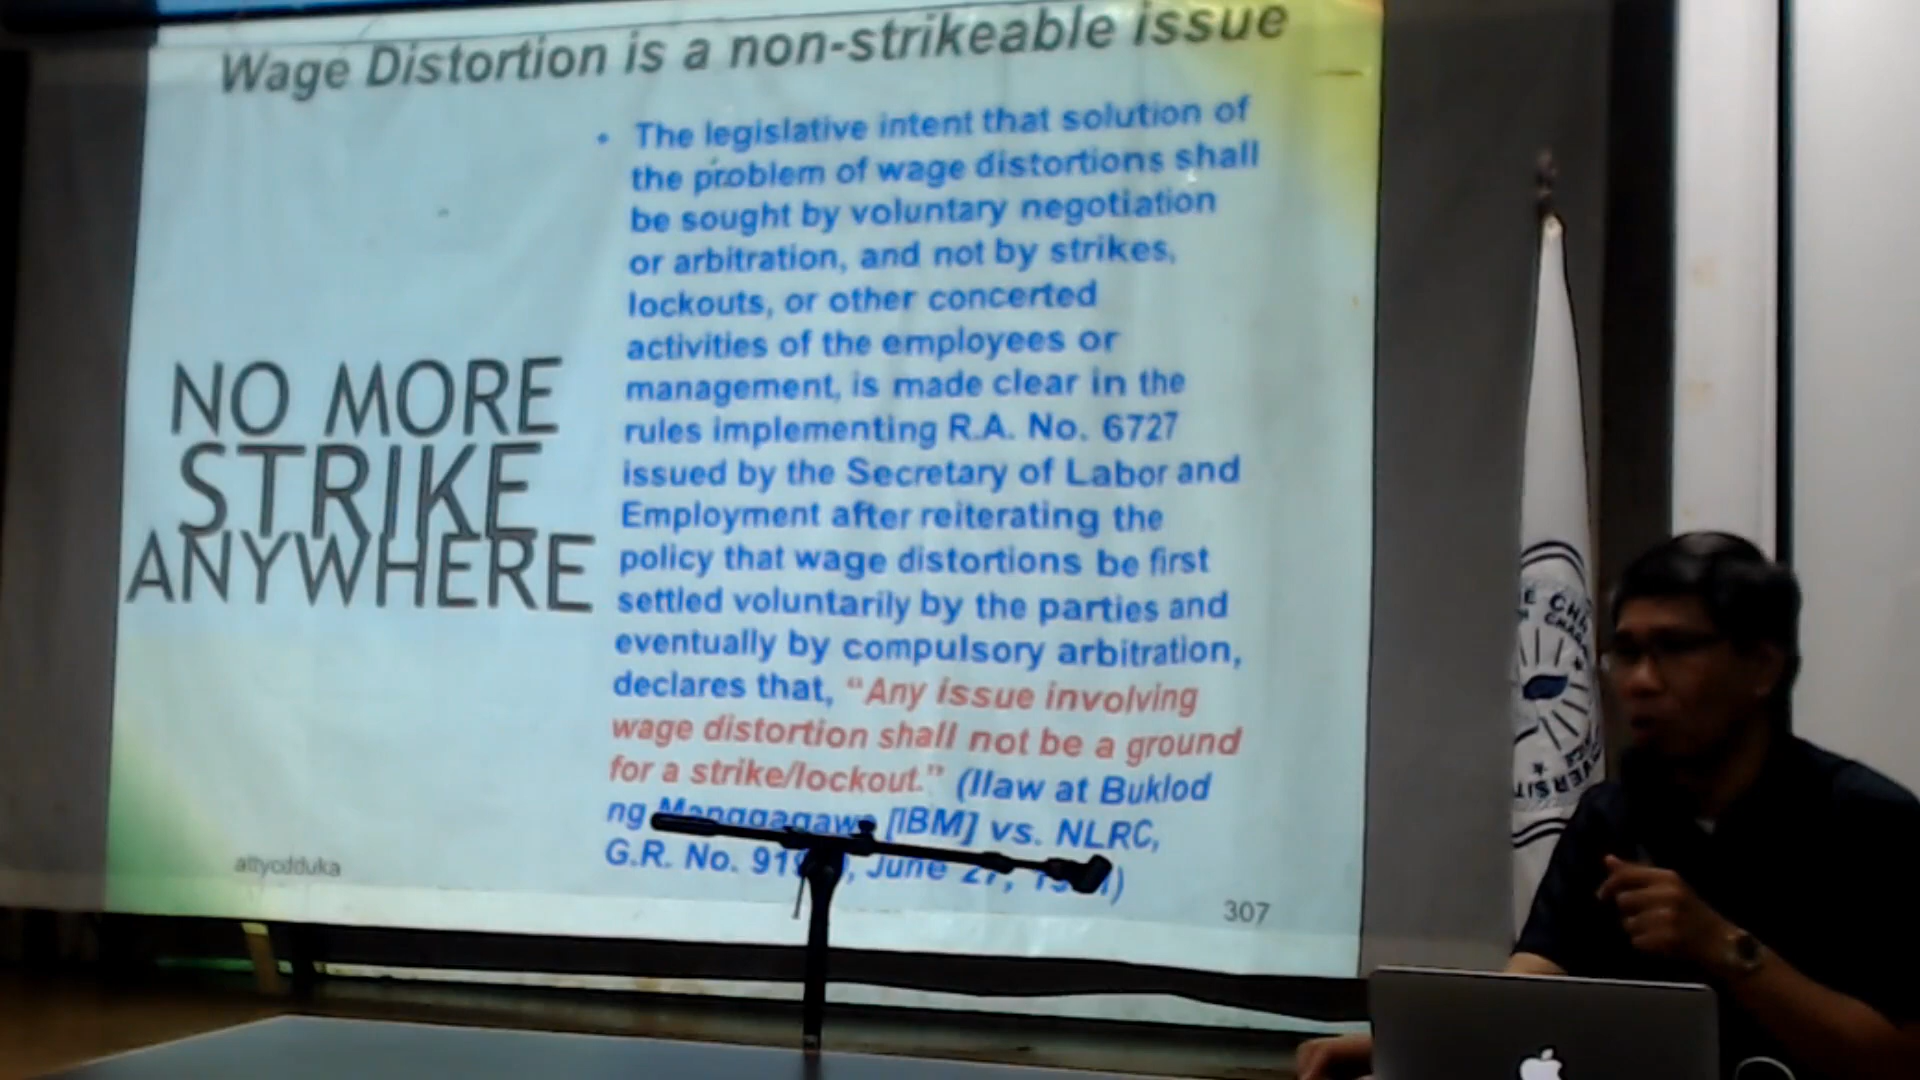 Wage Distortion is a non-strikeable issue
NO MORE
STRIKE
ANYWHERE
• The legislative intent that solution of
the problem of wage distortions shall
be sought by voluntary negotiation
or arbitration, and not by strikes,
lockouts, or other concerted
activities of the employees or
management, is made clear in the
rules implementing R.A. No. 6727
issued by the Secretary of Labor and
Employment after reiterating the
policy that wage distortions be first
settled voluntarily by the parties and
eventually by compulsory arbitration,
declares that, “Any issue involving
wage distortion shall not be a ground
for a strike/lockout.” (Ilaw at Buklod
ng Manggagawa [IBM] vs. NLRC,
G.R. No. June 27,
attycdduka
307